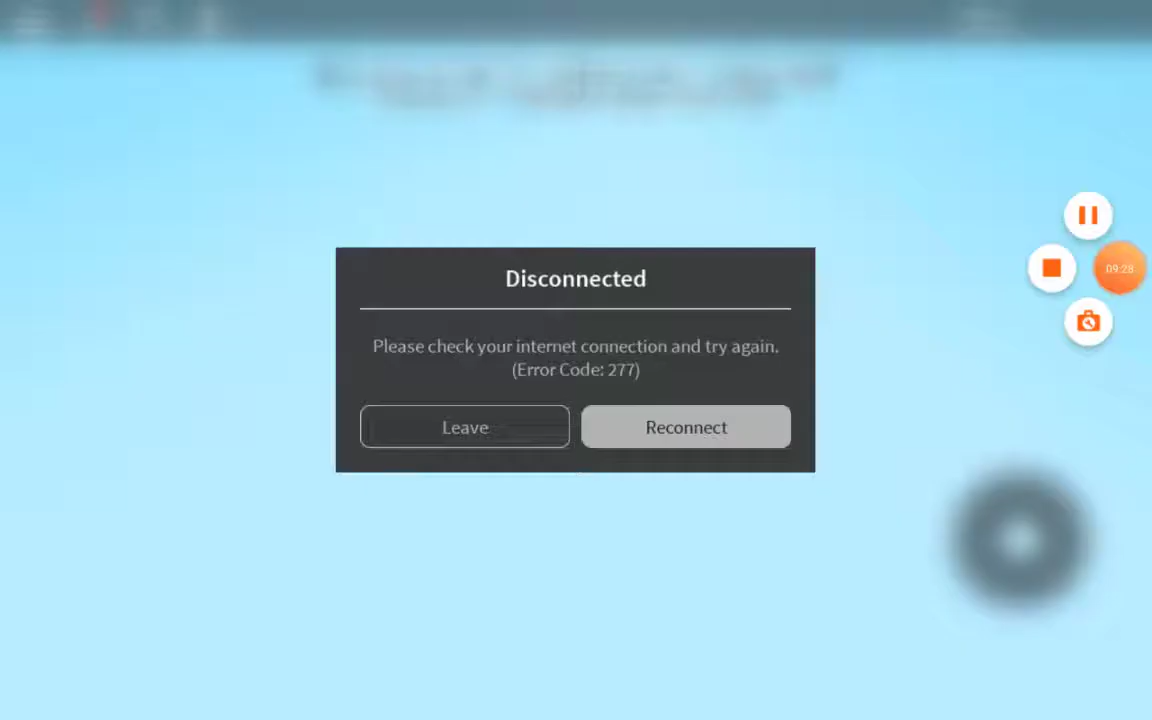 Disconnected
Please check your internet connection and try again.
(Error Code: 277)
Leave
Reconnect
09:28